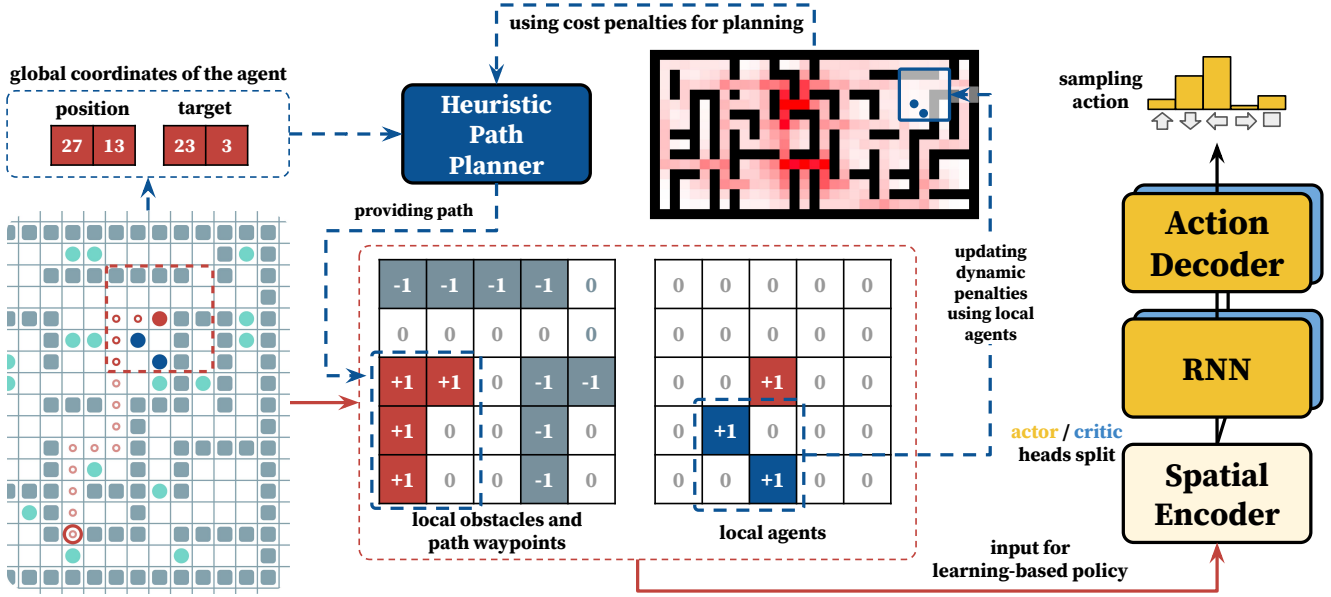 using cost penalties for planning
global coordinates of the agent
position target
27 13 23 3
Heuristic
Path
Planner
sampling
action
providing path
updating
dynamic
penalties
using local
agents
-1 -1 -1 -1 0
0 0 0 0 0
+1 +1 0 -1 -1
+1 0 0 -1 0
+1 0 0 -1 0
local obstacles and
path waypoints
0 0 0 0 0
0 0 0 0 0
0 0 +1 0 0
0 +1 0 0 0
0 0 +1 0 0
local agents
Action
Decoder
RNN
actor / critic
heads split
Spatial
Encoder
input for
learning-based policy